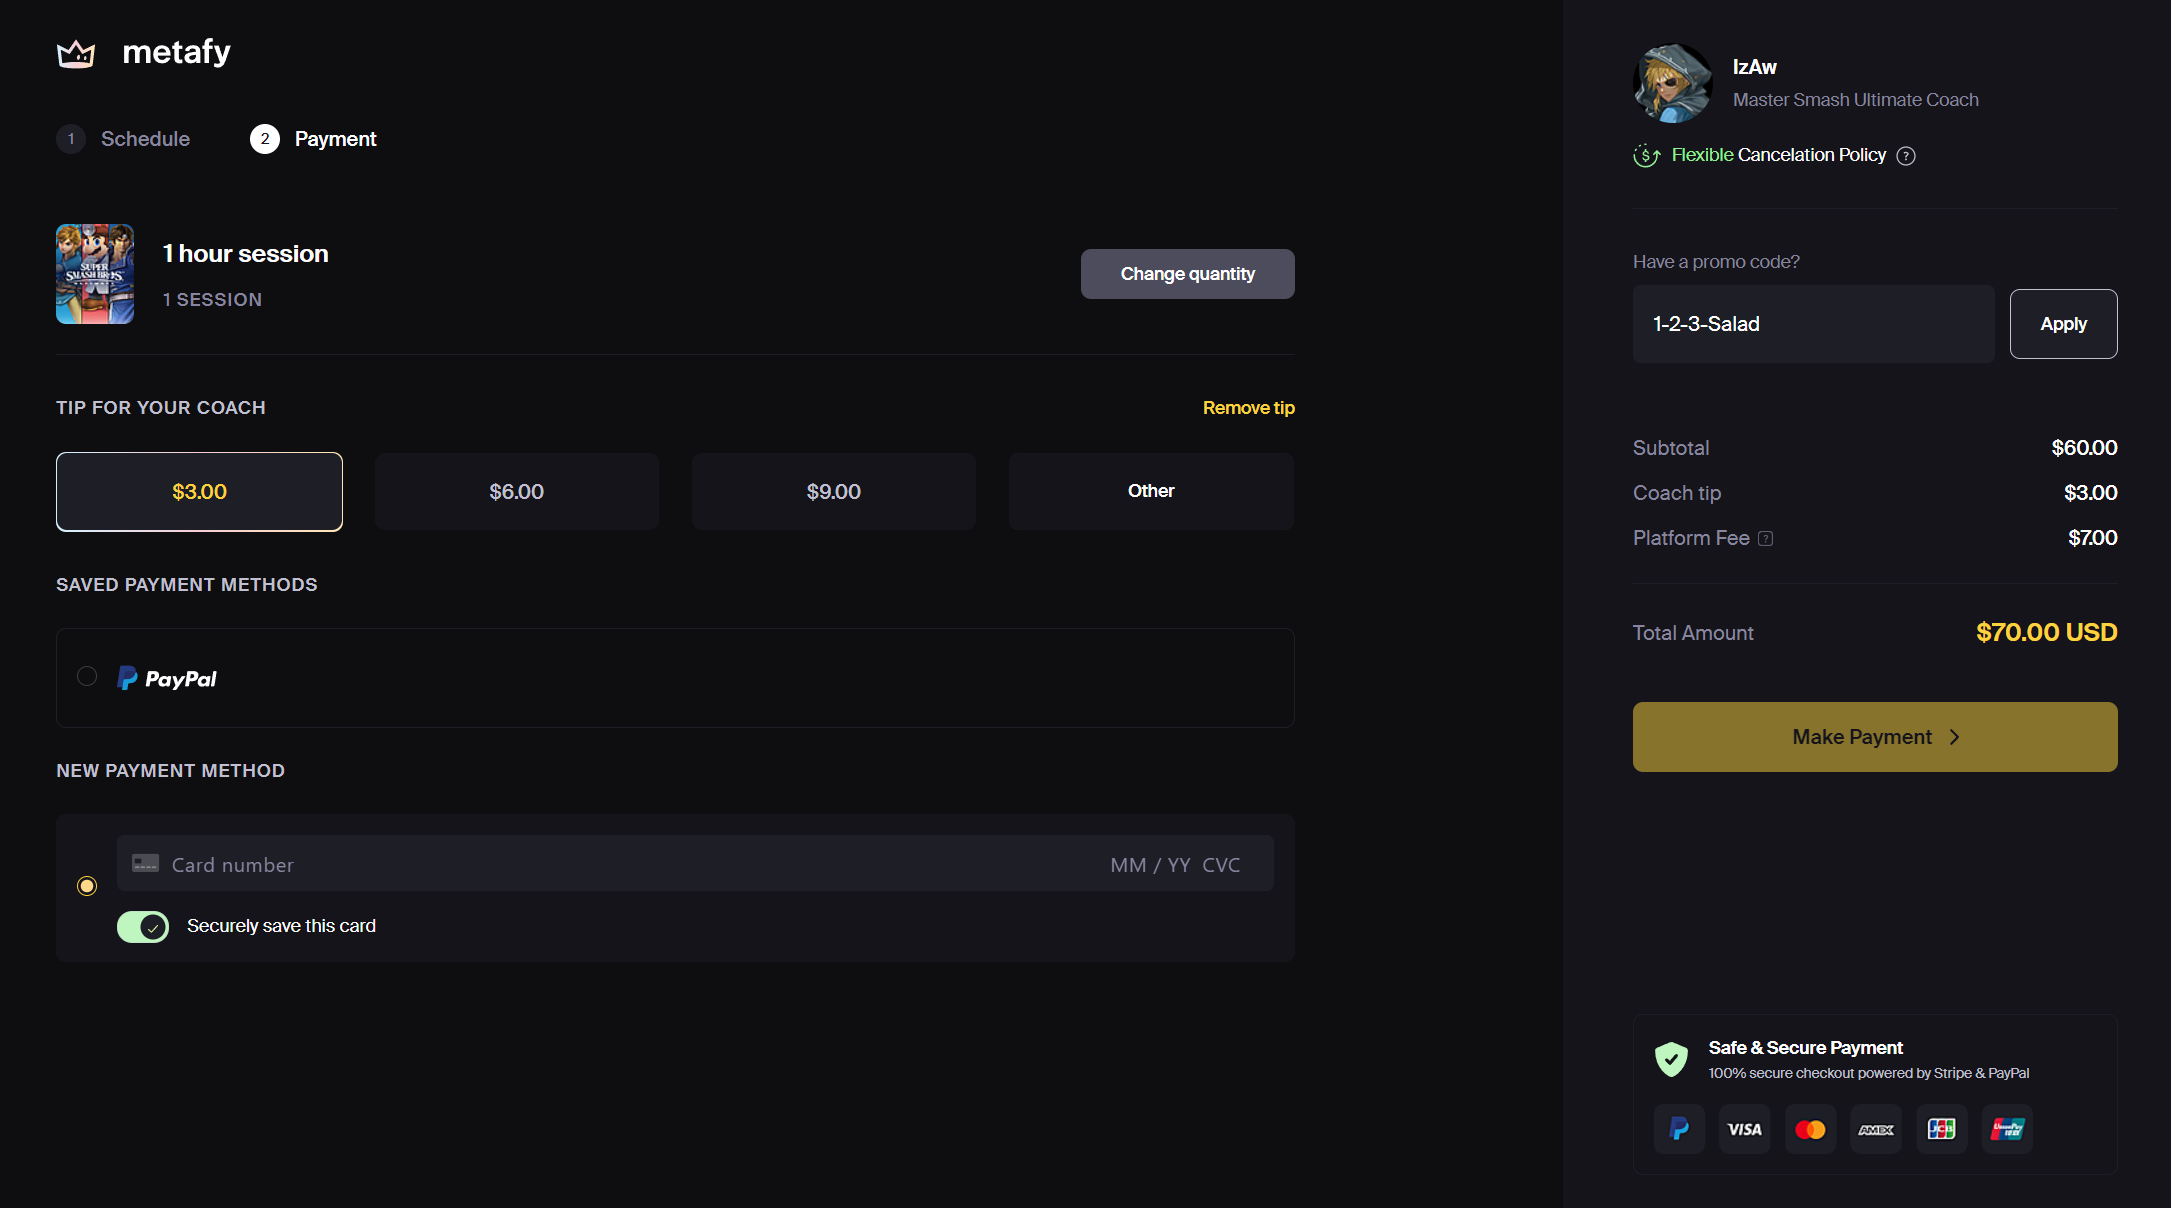 metafy
1 Schedule
2 Payment
SUPER
SMASH BROS.
ULTIMATE
1 hour session
1 SESSION
Change quantity
TIP FOR YOUR COACH
Remove tip
$3.00
$6.00
$9.00
Other
SAVED PAYMENT METHODS
PayPal
NEW PAYMENT METHOD
Card number
MM / YY CVC
Securely save this card
IzAw
Master Smash Ultimate Coach
Flexible Cancelation Policy ?
Have a promo code?
1-2-3-Salad
Apply
Subtotal $60.00
Coach tip $3.00
Platform Fee ? $7.00
Total Amount $70.00 USD
Make Payment
Safe & Secure Payment
100% secure checkout powered by Stripe & PayPal
VISA
AMEX
JCB
UnionPay